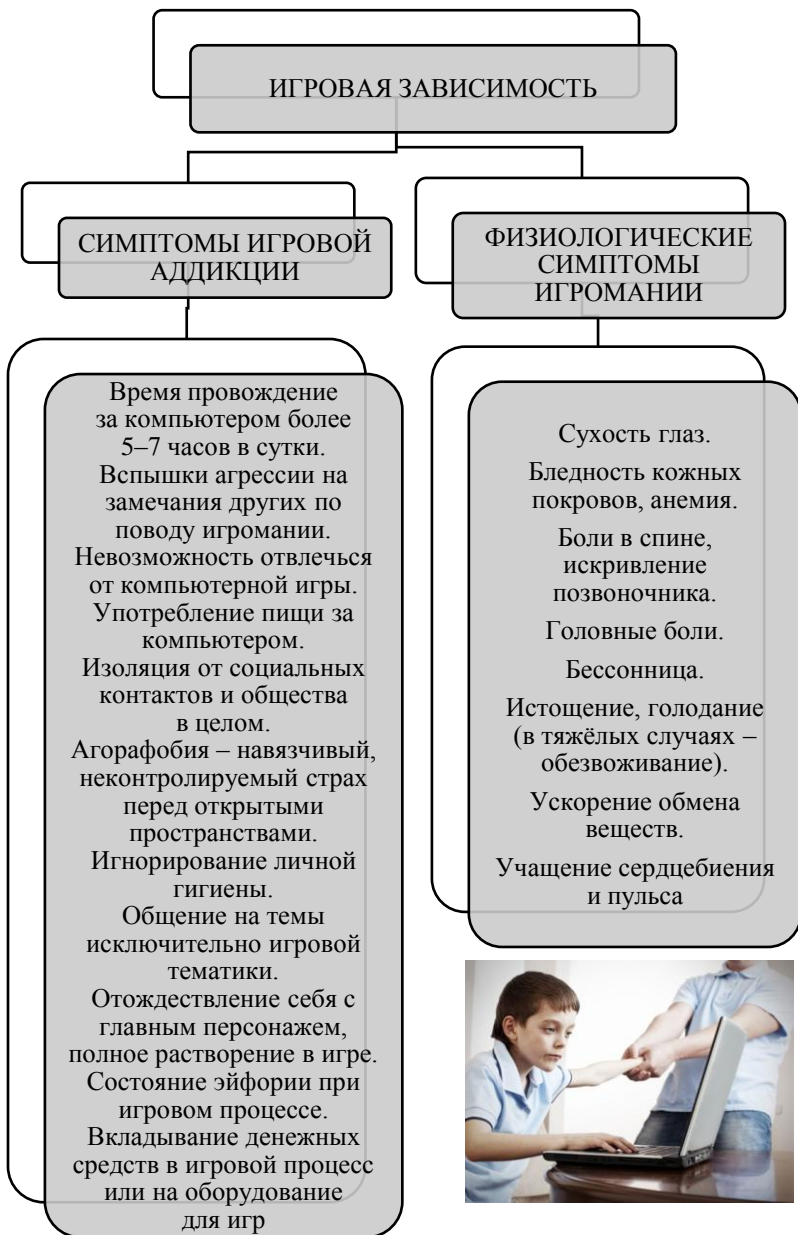 ИГРОВАЯ ЗАВИСИМОСТЬ
СИМПТОМЫ ИГРОВОЙ
АДДИКЦИИ
Время провождение
за компьютером более
5–7 часов в сутки.
Вспышки агрессии на
замечания других по
поводу игромании.
Невозможность отвлечься
от компьютерной игры.
Употребление пищи за
компьютером.
Изоляция от социальных
контактов и общества
в целом.
Агорафобия – навязчивый,
неконтролируемый страх
перед открытыми
пространствами.
Игнорирование личной
гигиены.
Общение на темы
исключительно игровой
тематики.
Отождествление себя с
главным персонажем,
полное растворение в игре.
Состояние эйфории при
игровом процессе.
Вкладывание денежных
средств в игровой процесс
или на оборудование
для игр
ФИЗИОЛОГИЧЕСКИЕ
СИМПТОМЫ
ИГРОМАНИИ
Сухость глаз.
Бледность кожных
покровов, анемия.
Боли в спине,
искривление
позвоночника.
Головные боли.
Бессонница.
Истощение, голодание
(в тяжёлых случаях –
обезвоживание).
Ускорение обмена
веществ.
Учащение сердцебиения
и пульса